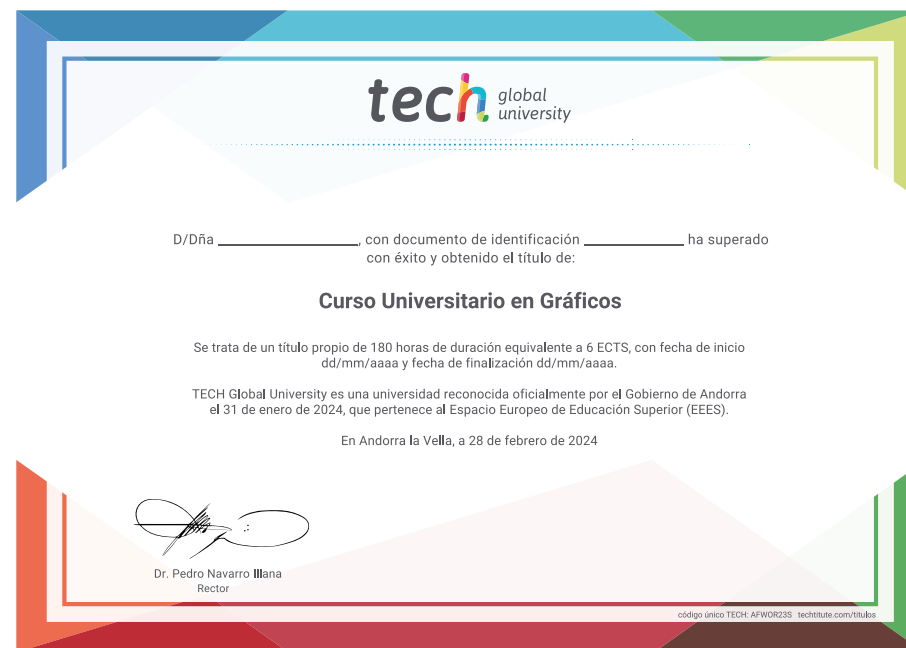 tech global university
D/Dña ____________, con documento de identificación ____________ ha superado
con éxito y obtenido el título de:
Curso Universitario en Gráficos
Se trata de un título propio de 180 horas de duración equivalente a 6 ECTS, con fecha de inicio
dd/mm/aaaa y fecha de finalización dd/mm/aaaa.
TECH Global University es una universidad reconocida oficialmente por el Gobierno de Andorra
el 31 de enero de 2024, que pertenece al Espacio Europeo de Educación Superior (EEES).
En Andorra la Vella, a 28 de febrero de 2024
Dr. Pedro Navarro Illana
Rector
código único TECH: AFWOR23S techtitute.com/titulos